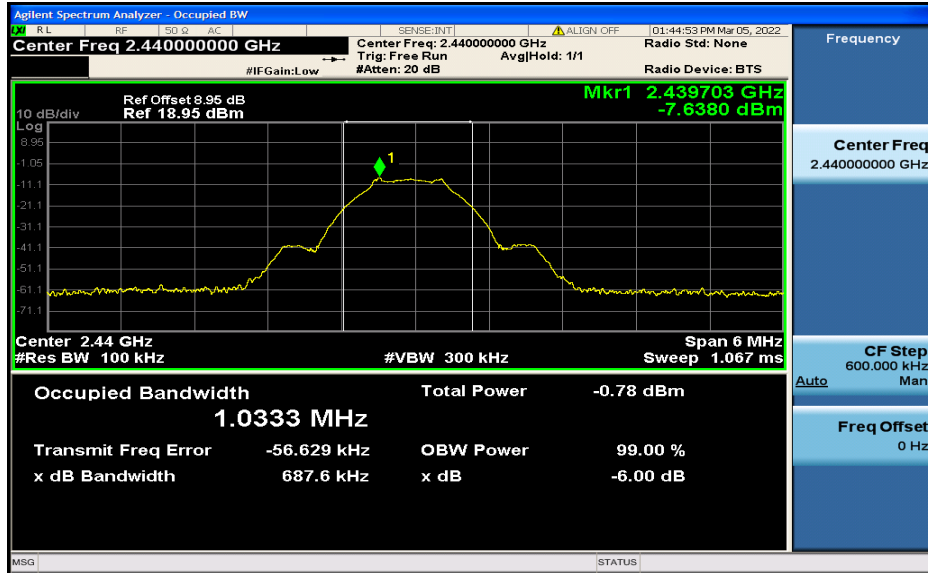 Agilent Spectrum Analyzer - Occupied BW
LXI RL RF 50 Ω AC SENSE:INT ALIGN OFF 01:44:53 PM Mar 05, 2022
Center Freq 2.440000000 GHz
Center Freq: 2.440000000 GHz
Radio Std: None
Trig: Free Run Avg|Hold: 1/1
#IFGain:Low
#Atten: 20 dB
Radio Device: BTS
Ref Offset 8.95 dB
Mkr1 2.439703 GHz
10 dB/div Ref 18.95 dBm
-7.6380 dBm
Log
8.95
-1.05
-11.1
-21.1
-31.1
-41.1
-51.1
-61.1
-71.1
1
Center 2.44 GHz
Span 6 MHz
#Res BW 100 kHz
#VBW 300 kHz
Sweep 1.067 ms
Occupied Bandwidth
Total Power -0.78 dBm
1.0333 MHz
Transmit Freq Error -56.629 kHz
OBW Power 99.00 %
x dB Bandwidth 687.6 kHz
x dB -6.00 dB
MSG
STATUS
Frequency
Center Freq
2.440000000 GHz
CF Step
600.000 kHz
Auto Man
Freq Offset
0 Hz